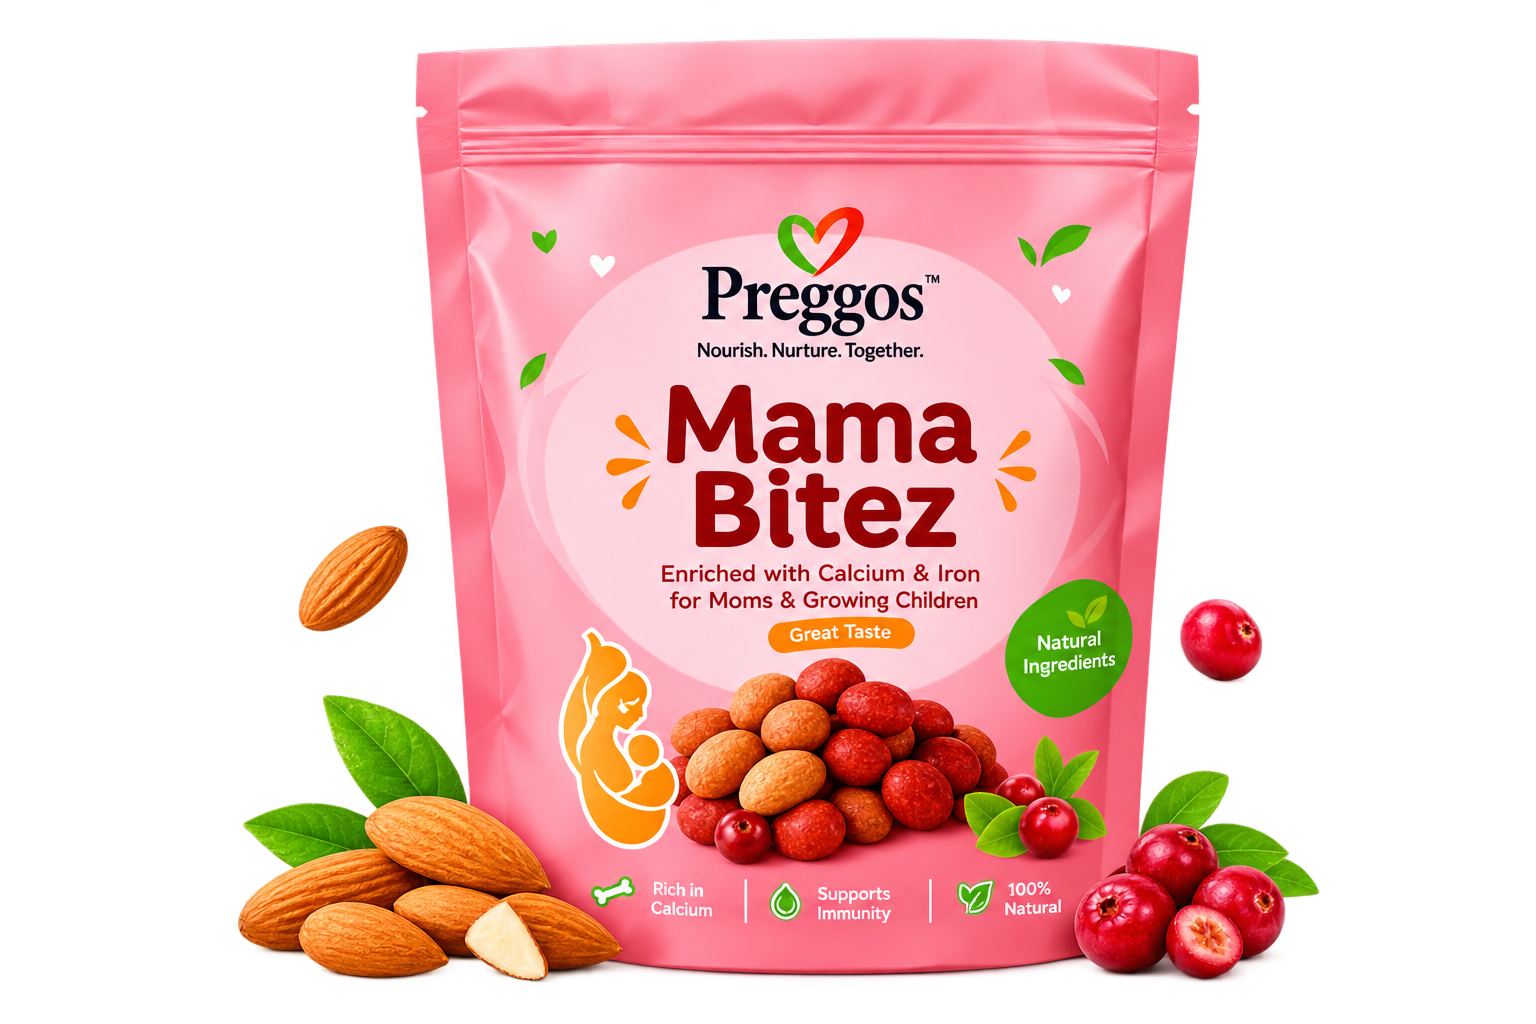 Preggos™
Nourish. Nurture. Together.
Mama
Bitez
Enriched with Calcium & Iron
for Moms & Growing Children
Great Taste
Natural
Ingredients
Rich in
Calcium
Supports
Immunity
100%
Natural